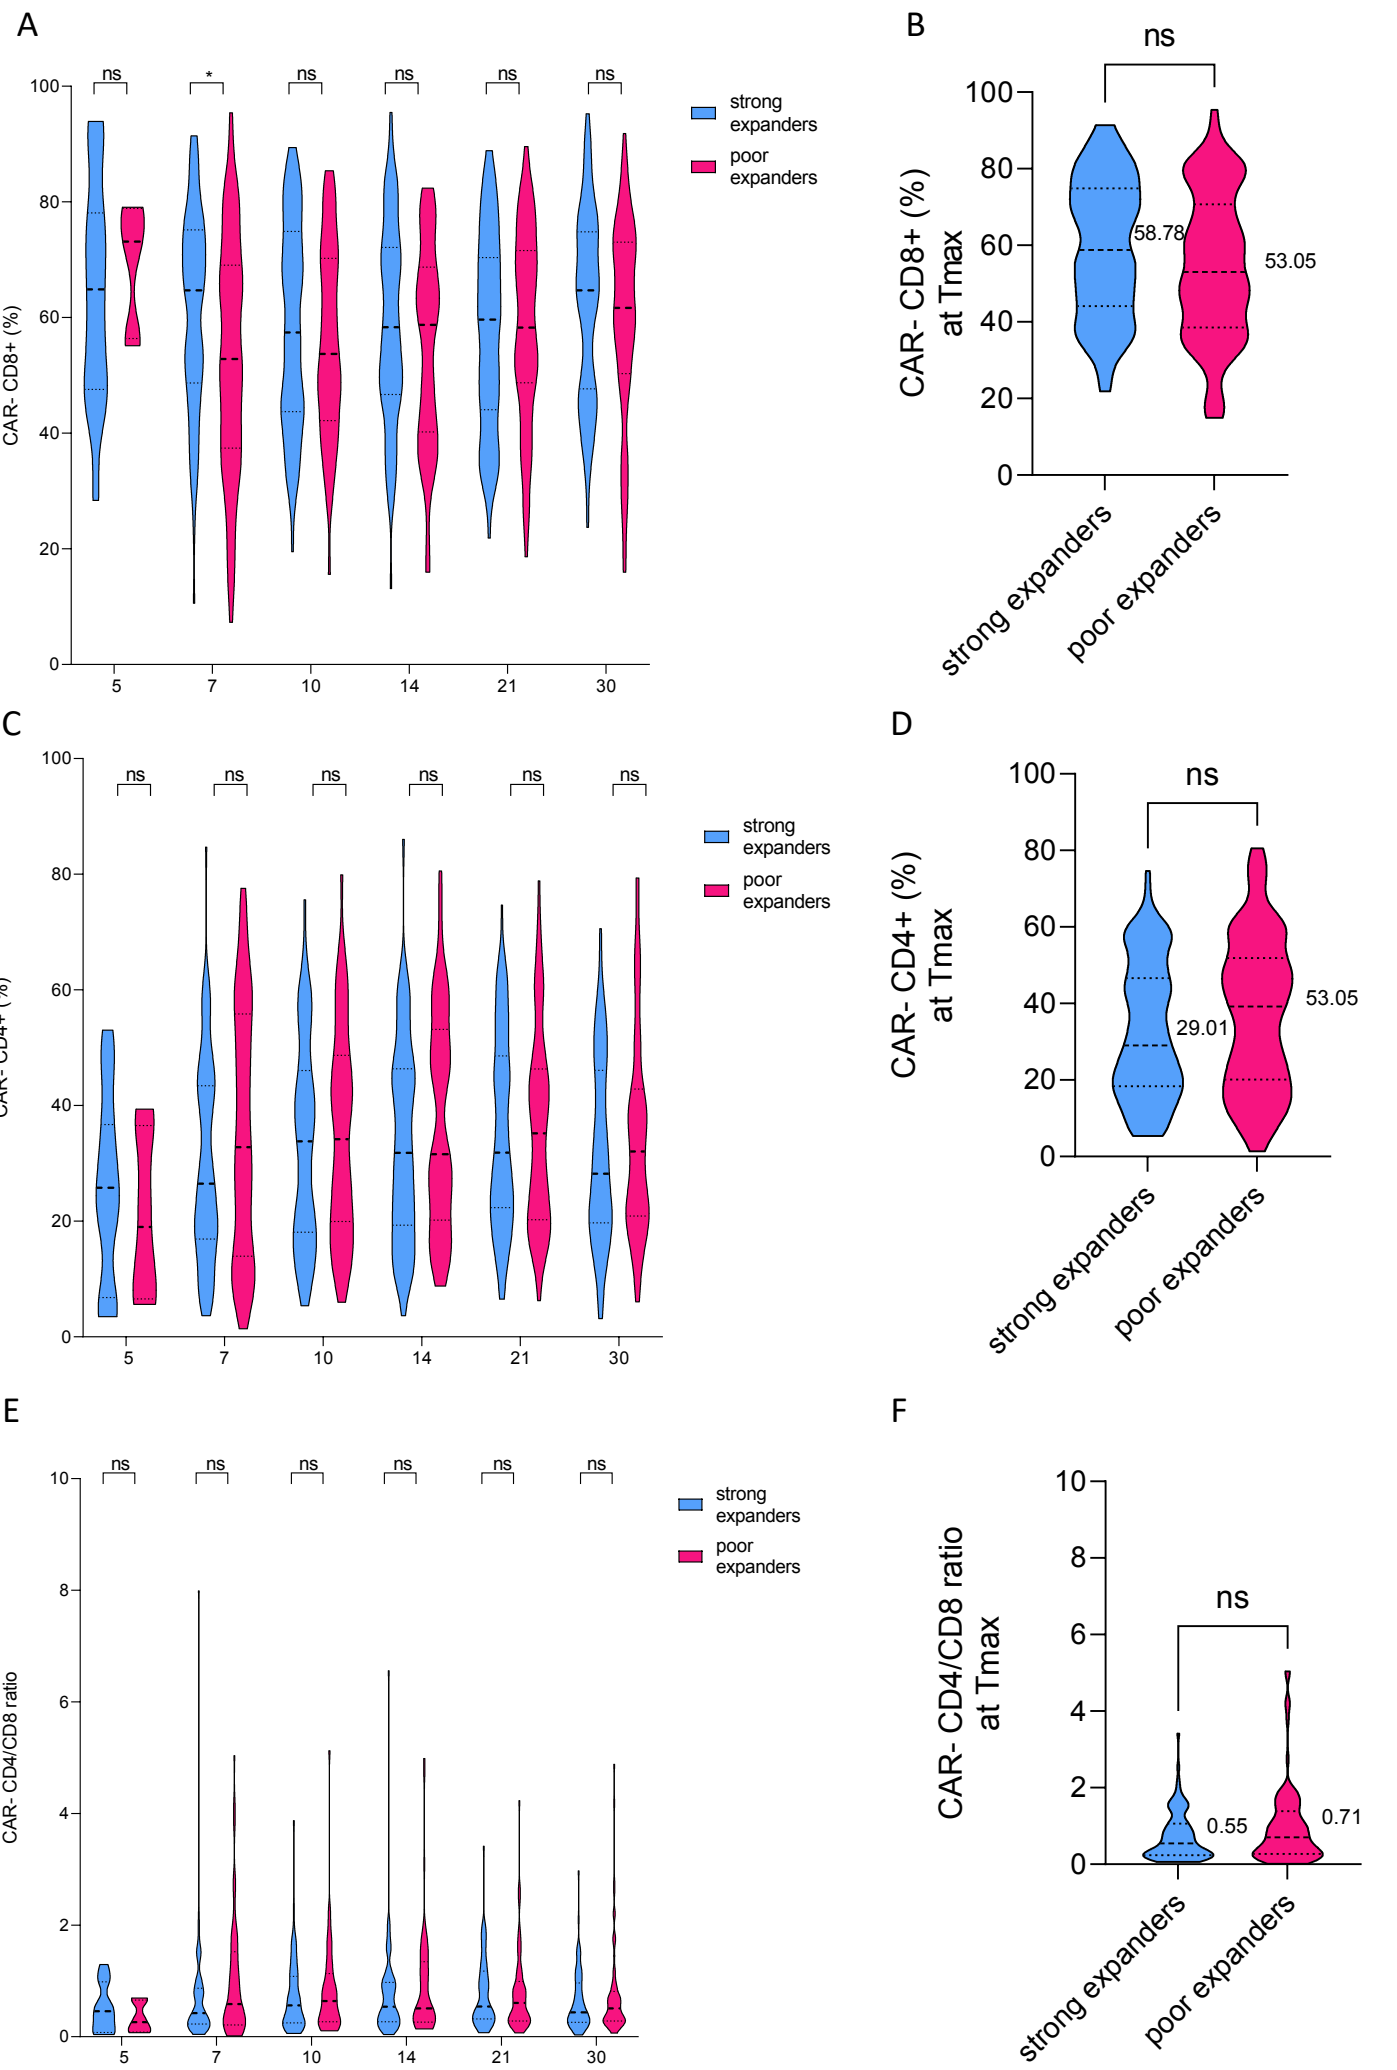 A
B
ns
*
ns
ns
ns
ns
strong
expanders
poor
expanders
100
80
60
40
20
0
CAR- CD8+ (%)
5
7
10
14
21
30
ns
100
80
60
40
20
0
CAR- CD8+ (%)
at Tmax
58.78
53.05
strong expanders
poor expanders
C
D
ns
ns
ns
ns
ns
ns
strong
expanders
poor
expanders
100
80
60
40
20
0
CAR- CD4+ (%)
5
7
10
14
21
30
ns
100
80
60
40
20
0
CAR- CD4+ (%)
at Tmax
29.01
53.05
strong expanders
poor expanders
E
F
ns
ns
ns
ns
ns
ns
strong
expanders
poor
expanders
10
8
6
4
2
0
CAR- CD4/CD8 ratio
5
7
10
14
21
30
ns
10
8
6
4
2
0
CAR- CD4/CD8 ratio
at Tmax
0.55
0.71
strong expanders
poor expanders